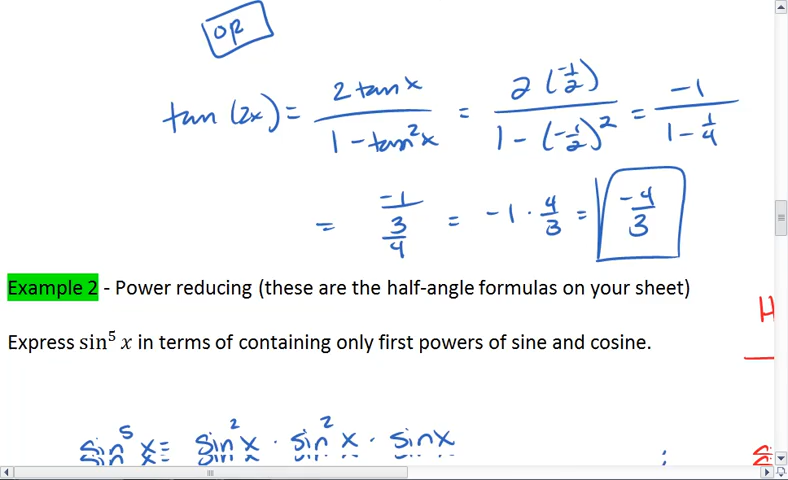 OR
tan(2x) = 2 tan x / 1 - tan²x = 2(-1/2) / 1 - (-1/2)² = -1 / 1 - 1/4
= -1 / 3/4 = -1 · 4/3 = -4/3
Example 2 - Power reducing (these are the half-angle formulas on your sheet)
H
Express sin⁵ x in terms of containing only first powers of sine and cosine.
sin⁵ x = sin² x · sin² x · sin x